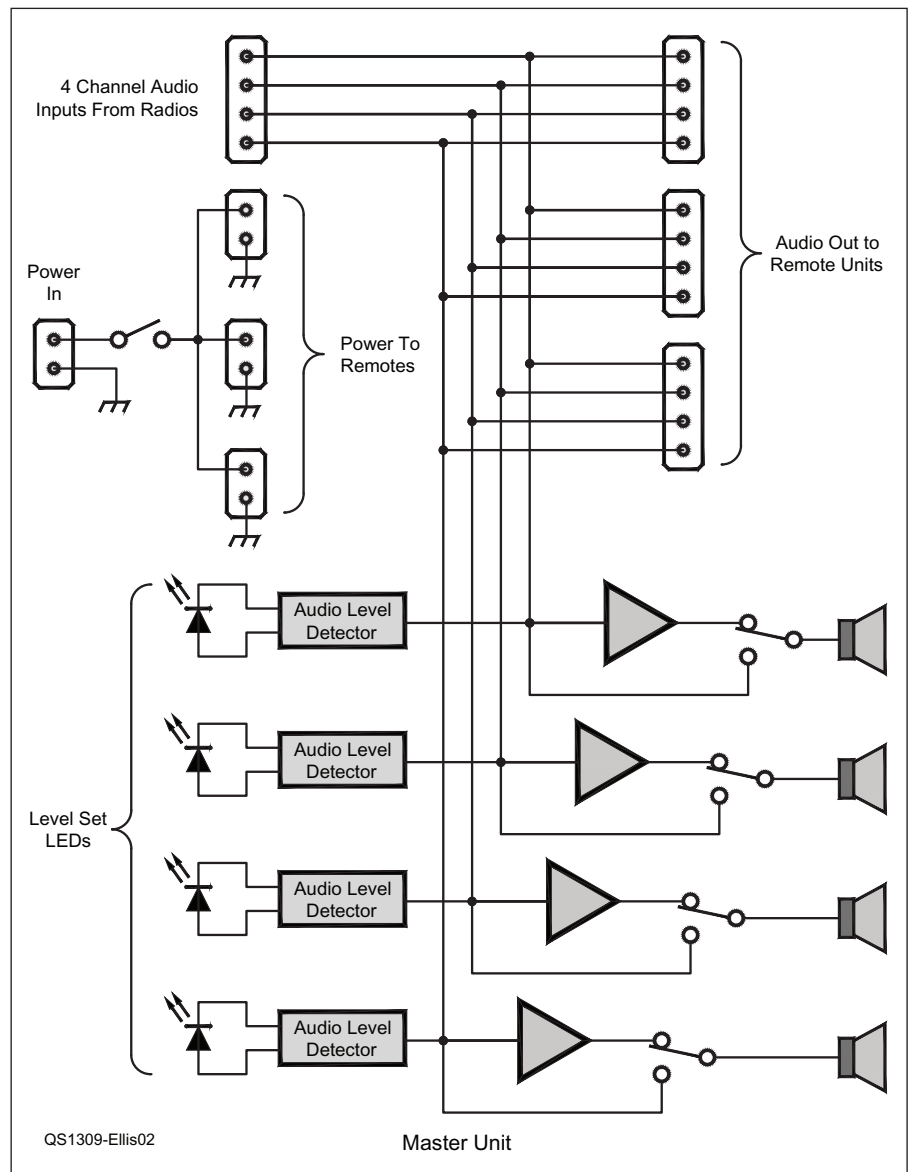 4 Channel Audio
Inputs From Radios
Audio Out to
Remote Units
Power
In
Power To
Remotes
Audio Level
Detector
Audio Level
Detector
Level Set
LEDs
Audio Level
Detector
Audio Level
Detector
QS1309-Ellis02
Master Unit